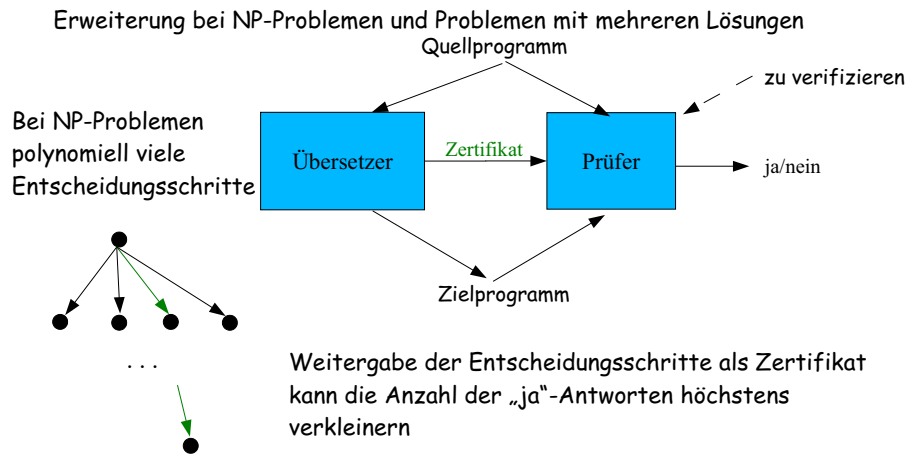 Erweiterung bei NP-Problemen und Problemen mit mehreren Lösungen
Quellprogramm
zu verifizieren
Bei NP-Problemen
polynomiell viele
Entscheidungsschritte
Übersetzer
Zertifikat
Prüfer
ja/nein
Zielprogramm
. . .
Weitergabe der Entscheidungsschritte als Zertifikat
kann die Anzahl der „ja“-Antworten höchstens
verkleinern